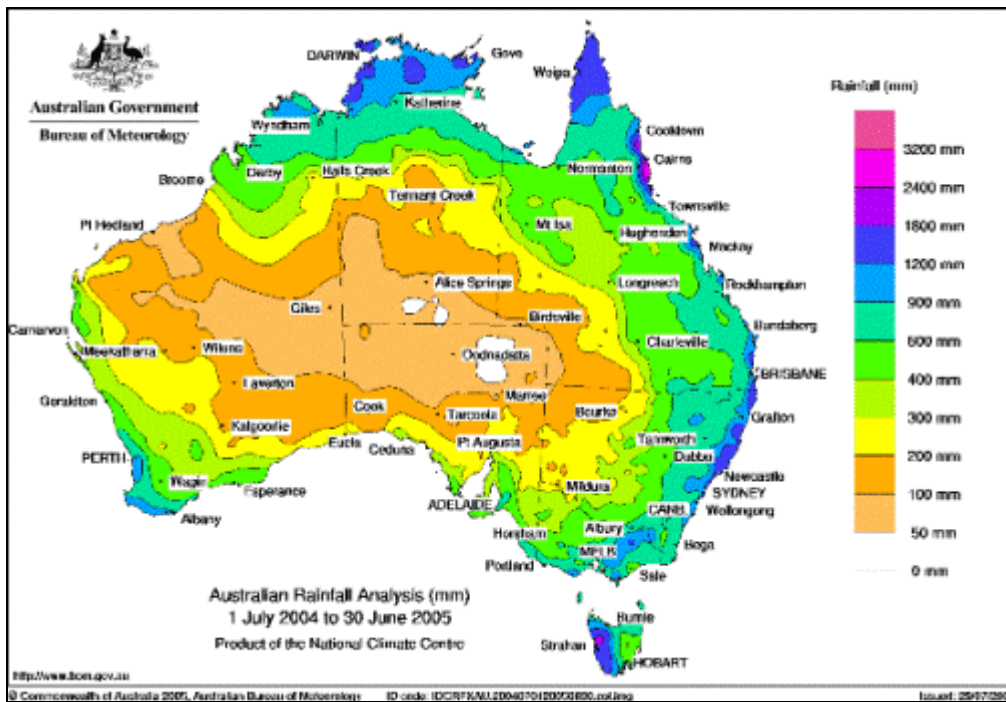 Australian Government
Bureau of Meteorology
DARWIN
Gove
Weipa
Katherine
Wyndham
Cooktown
Cairns
Normanton
Derby
Halls Creek
Broome
Tennant Creek
Townsville
Pt Hedland
Mt Isa
Hughenden
Mackay
Alice Springs
Longreach
Rockhampton
Giles
Birdsville
Carnarvon
Bundaberg
Meekatharra
Wiluna
Oodnadatta
Charleville
BRISBANE
Laverton
Marree
Geraldton
Cook
Tarcoola
Bourke
Grafton
Kalgoorlie
Eucla
Ceduna
Pt Augusta
Tamworth
PERTH
Dubbo
Wagin
Esperance
Mildura
Newcastle
SYDNEY
ADELAIDE
CANB.
Wollongong
Albany
Albury
Horsham
MELB
Bega
Portland
Sale
Burnie
Strahan
HOBART
Rainfall (mm)
3200 mm
2400 mm
1800 mm
1200 mm
900 mm
600 mm
400 mm
300 mm
200 mm
100 mm
50 mm
0 mm
Australian Rainfall Analysis (mm)
1 July 2004 to 30 June 2005
Product of the National Climate Centre
http://www.bom.gov.au
© Commonwealth of Australia 2005, Australian Bureau of Meteorology
ID code:
Issued: